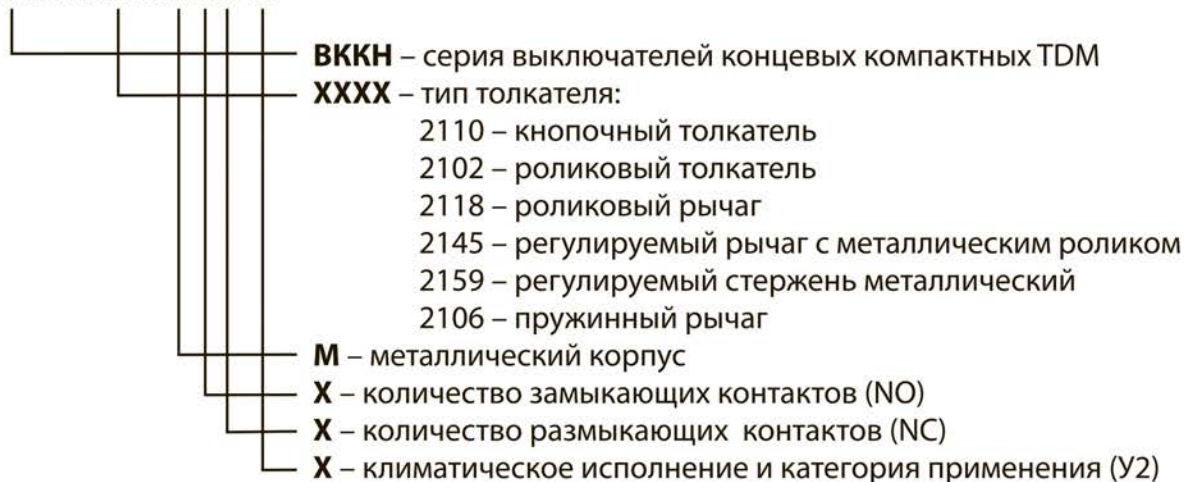 ВККН – серия выключателей концевых компактных TDM
XXXX – тип толкателя:
2110 – кнопочный толкатель
2102 – роликовый толкатель
2118 – роликовый рычаг
2145 – регулируемый рычаг с металлическим роликом
2159 – регулируемый стержень металлический
2106 – пружинный рычаг
М – металлический корпус
X – количество замыкающих контактов (NO)
X – количество размыкающих контактов (NC)
X – климатическое исполнение и категория применения (У2)